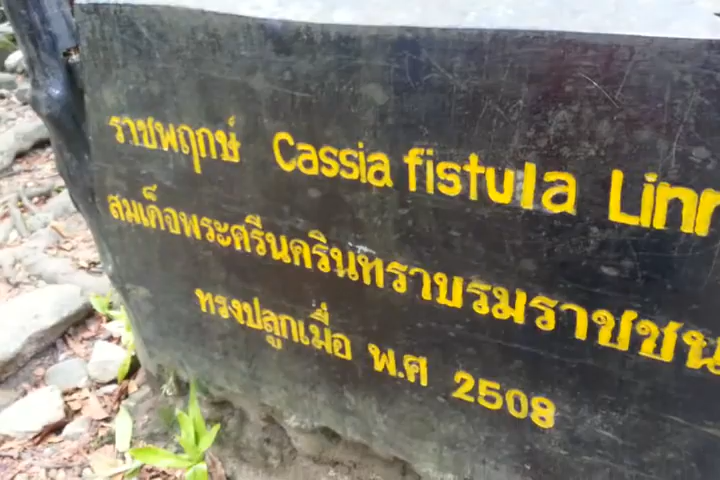 ราชพฤกษ์ Cassia fistula Linn
สมเด็จพระศรีนครินทราบรมราชชน
ทรงปลูกเมื่อ พ.ศ 2508